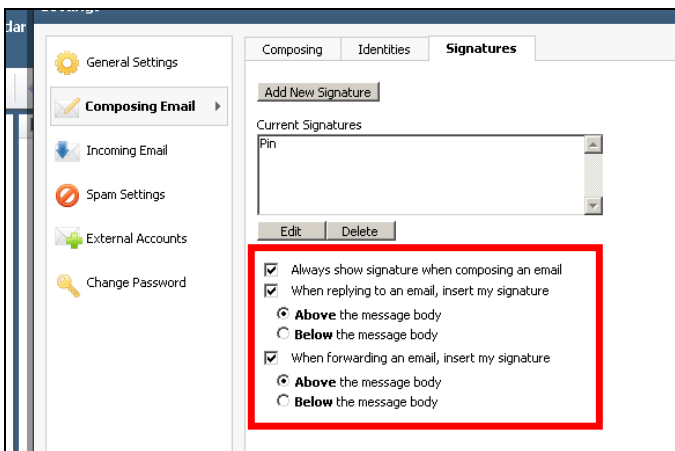 Settings
dar
General Settings
Composing Email
Incoming Email
Spam Settings
External Accounts
Change Password
Composing Identities Signatures
Add New Signature
Current Signatures
Pin
Edit Delete
Always show signature when composing an email
When replying to an email, insert my signature
Above the message body
Below the message body
When forwarding an email, insert my signature
Above the message body
Below the message body